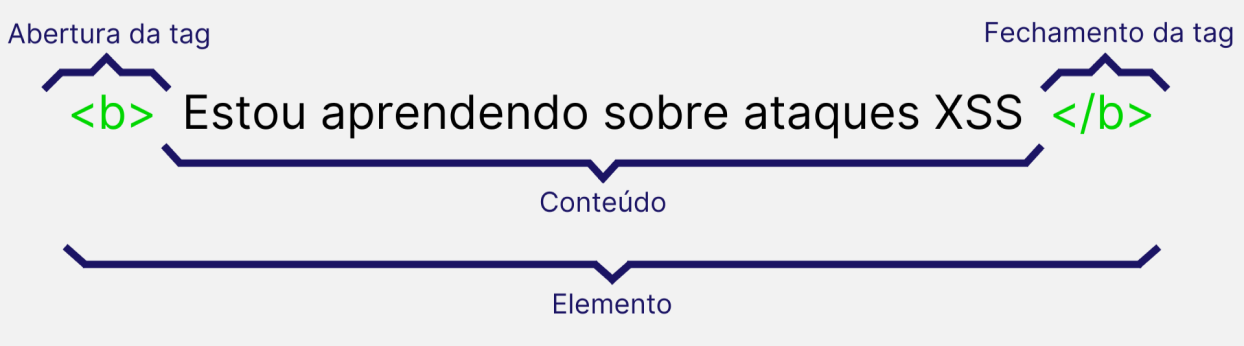 Abertura da tag
Fechamento da tag
<b> Estou aprendendo sobre ataques XSS </b>
Conteúdo
Elemento